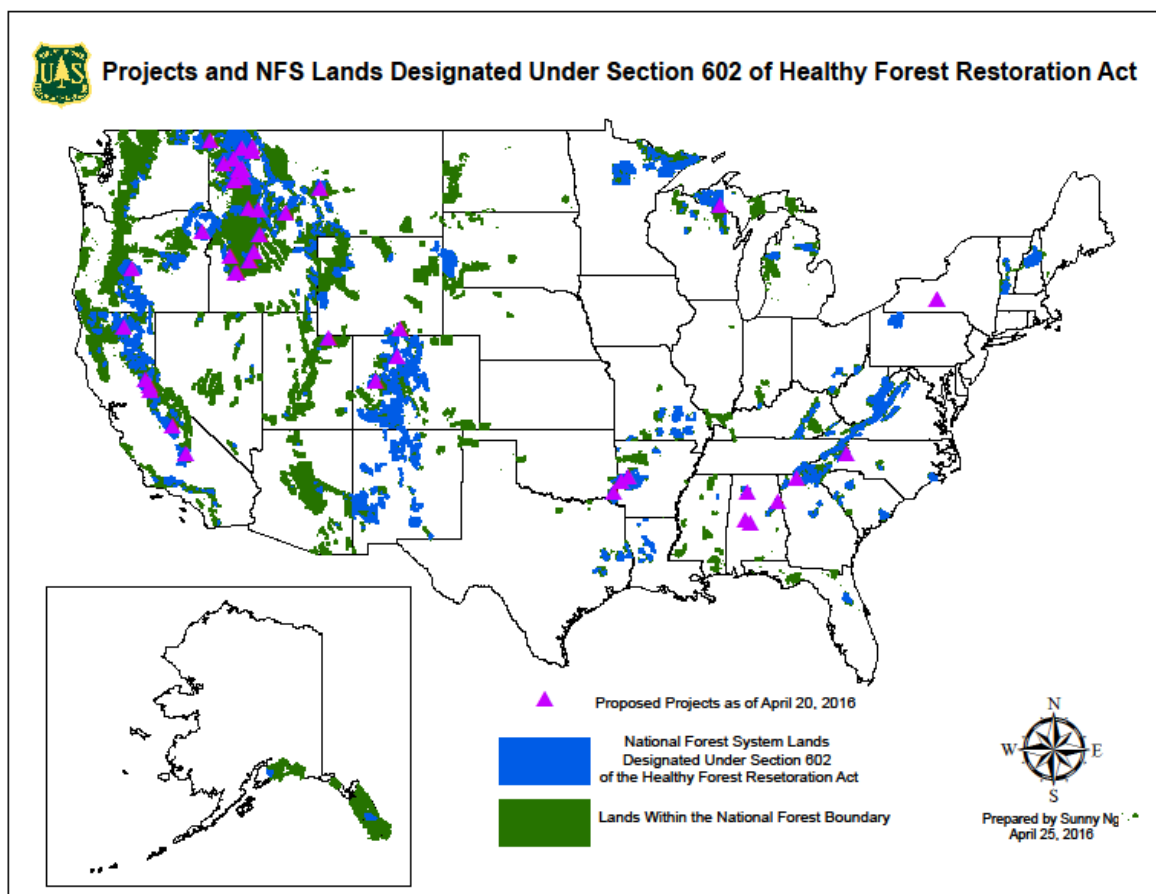 US
Projects and NFS Lands Designated Under Section 602 of Healthy Forest Restoration Act
Proposed Projects as of April 20, 2016
National Forest System Lands
Designated Under Section 602
of the Healthy Forest Resetoration Act
Lands Within the National Forest Boundary
N
W E
S
Prepared by Sunny Ng
April 25, 2016